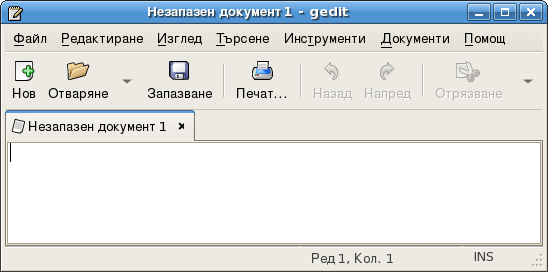 Незапазен документ 1 - gedit
Файл Редактиране Изглед Търсене Инструменти Документи Помощ
Нов Отваряне Запазване Печат... Назад Напред Отрязване
Незапазен документ 1
Ред 1, Кол. 1 INS